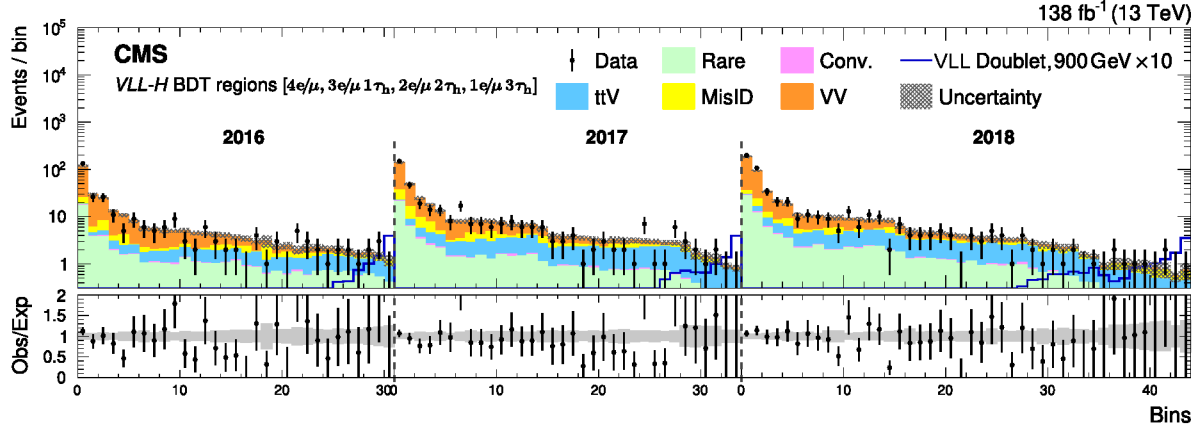 138 fb⁻¹ (13 TeV)
Events / bin
10⁵
10⁴
10³
10²
10
1
CMS
VLL-H BDT regions [4e/μ, 3e/μ 1τₕ, 2e/μ 2τₕ, 1e/μ 3τₕ]
Data
Rare
Conv.
VLL Doublet, 900 GeV ×10
ttV
MisID
VV
Uncertainty
2016
2017
2018
Obs/Exp
2
1.5
1
0.5
0
0 10 20 30 0 10 20 30 0 10 20 30 40
Bins